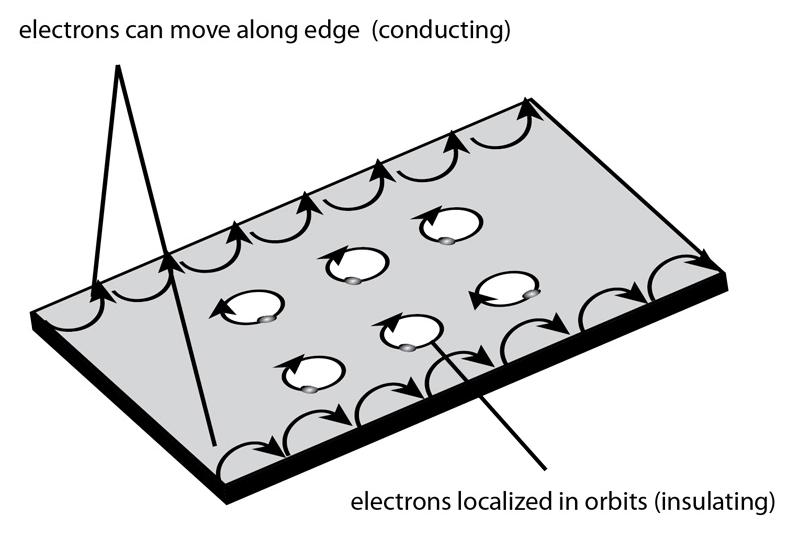 electrons can move along edge  (conducting)
electrons localized in orbits (insulating)